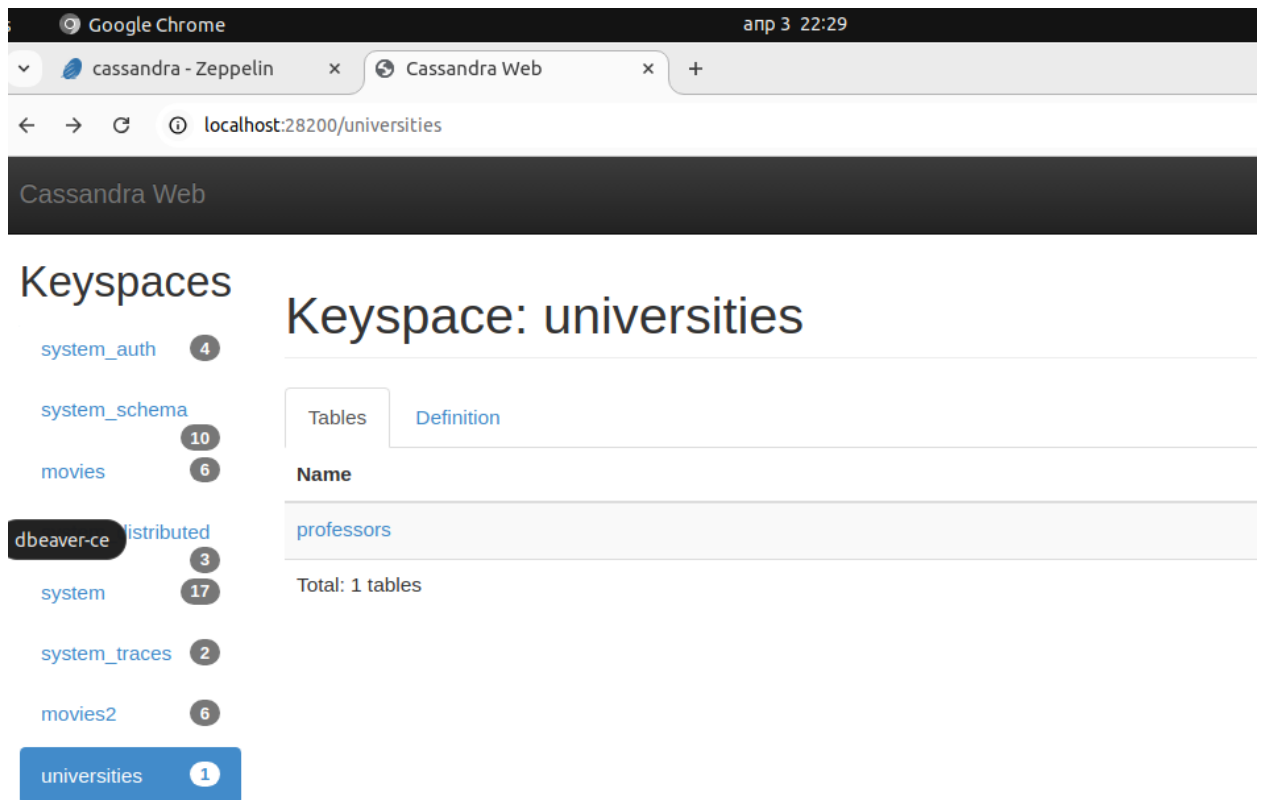 Google Chrome
апр 3 22:29
cassandra - Zeppelin
Cassandra Web
localhost:28200/universities
Cassandra Web
Keyspaces
system_auth 4
system_schema 10
movies 6
istributed 3
dbeaver-ce
system 17
system_traces 2
movies2 6
universities 1
Keyspace: universities
Tables Definition
Name
professors
Total: 1 tables